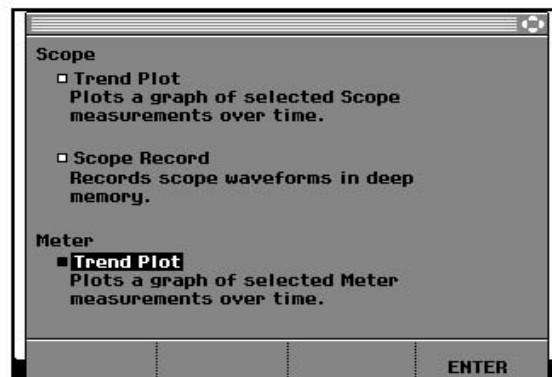 Scope
Trend Plot
Plots a graph of selected Scope
measurements over time.
Scope Record
Records scope waveforms in deep
memory.
Meter
Trend Plot
Plots a graph of selected Meter
measurements over time.
ENTER